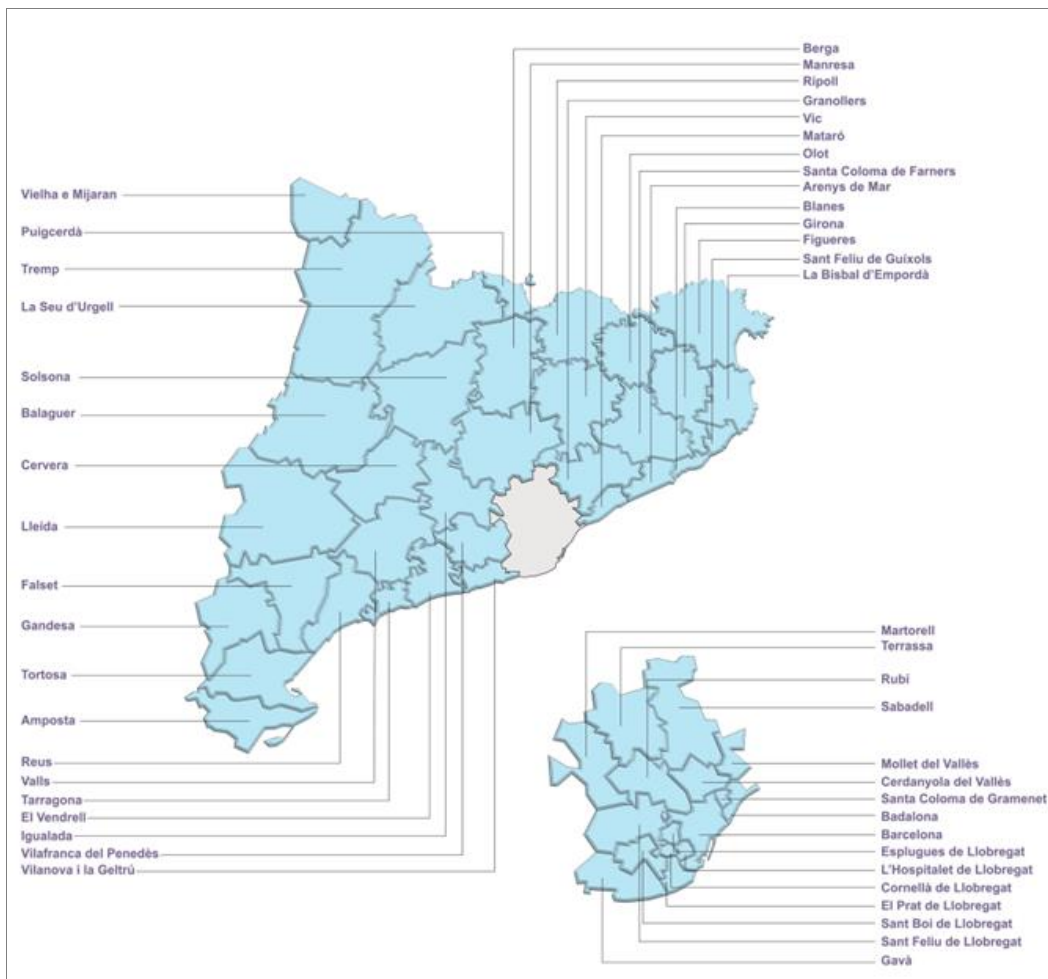 Berga
Manresa
Ripoll
Granollers
Vic
Mataró
Olot
Santa Coloma de Farners
Arenys de Mar
Blanes
Girona
Figueres
Sant Feliu de Guíxols
La Bisbal d'Empordà
Vielha e Mijaran
Puigcerdà
Tremp
La Seu d'Urgell
Solsona
Balaguer
Cervera
Lleida
Falset
Gandesa
Tortosa
Amposta
Reus
Valls
Tarragona
El Vendrell
Igualada
Vilafranca del Penedès
Vilanova i la Geltrú
Martorell
Terrassa
Rubí
Sabadell
Mollet del Vallès
Cerdanyola del Vallès
Santa Coloma de Gramenet
Badalona
Barcelona
Esplugues de Llobregat
L'Hospitalet de Llobregat
Cornellà de Llobregat
El Prat de Llobregat
Sant Boi de Llobregat
Sant Feliu de Llobregat
Gavà